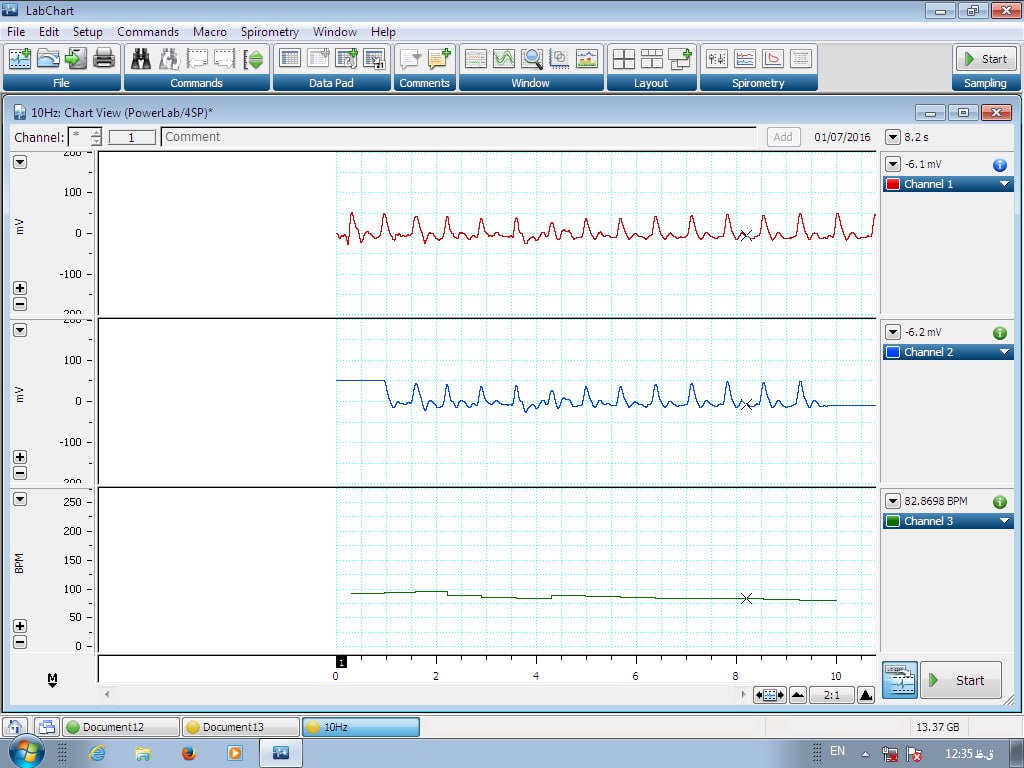 LabChart
File Edit Setup Commands Macro Spirometry Window Help
Start
File Commands Data Pad Comments Window Layout Spirometry Sampling
10Hz: Chart View (PowerLab/4SP)*
Channel: * 1 Comment Add 01/07/2016 8.2 s
200
100
0
-100
200
mV
-6.1 mV
Channel 1
200
100
0
-100
200
mV
-6.2 mV
Channel 2
250
200
150
100
50
0
BPM
82.8698 BPM
Channel 3
1
0 2 4 6 8 10
M
2:1
Start
Document12 Document13 10Hz 13.37 GB
EN 12:35 ق.ظ